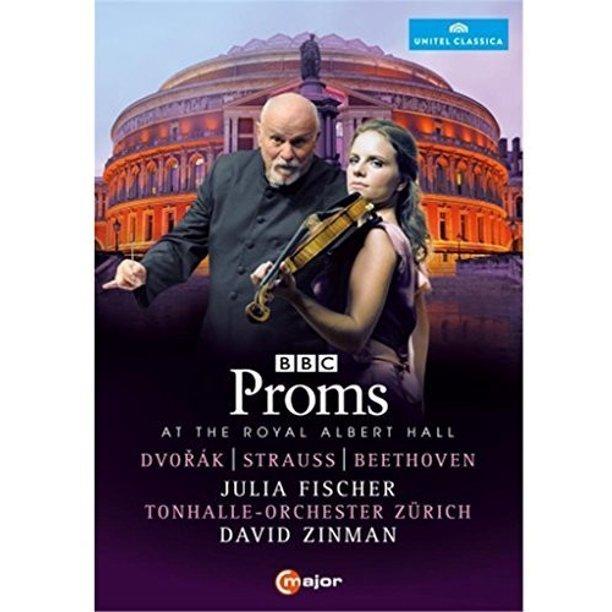 UNITEL CLASSICA
BBC
Proms
AT THE ROYAL ALBERT HALL
DVOŘÁK | STRAUSS | BEETHOVEN
JULIA FISCHER
TONHALLE-ORCHESTER ZÜRICH
DAVID ZINMAN
C major